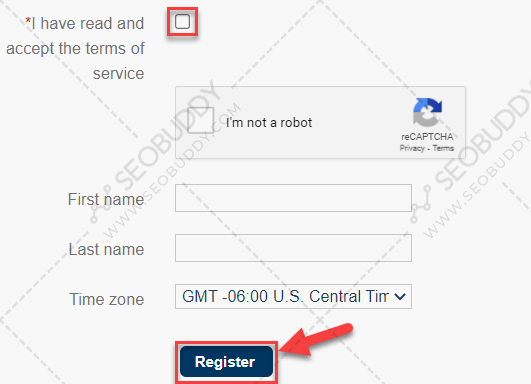 *I have read and
accept the terms of
service
I'm not a robot
reCAPTCHA
Privacy - Terms
First name
Last name
Time zone
GMT -06:00 U.S. Central Tim
Register
SEOBUDDY
WWW.SEOBUDDY.COM
SEOBUDDY
WWW.SEOBUDDY.COM